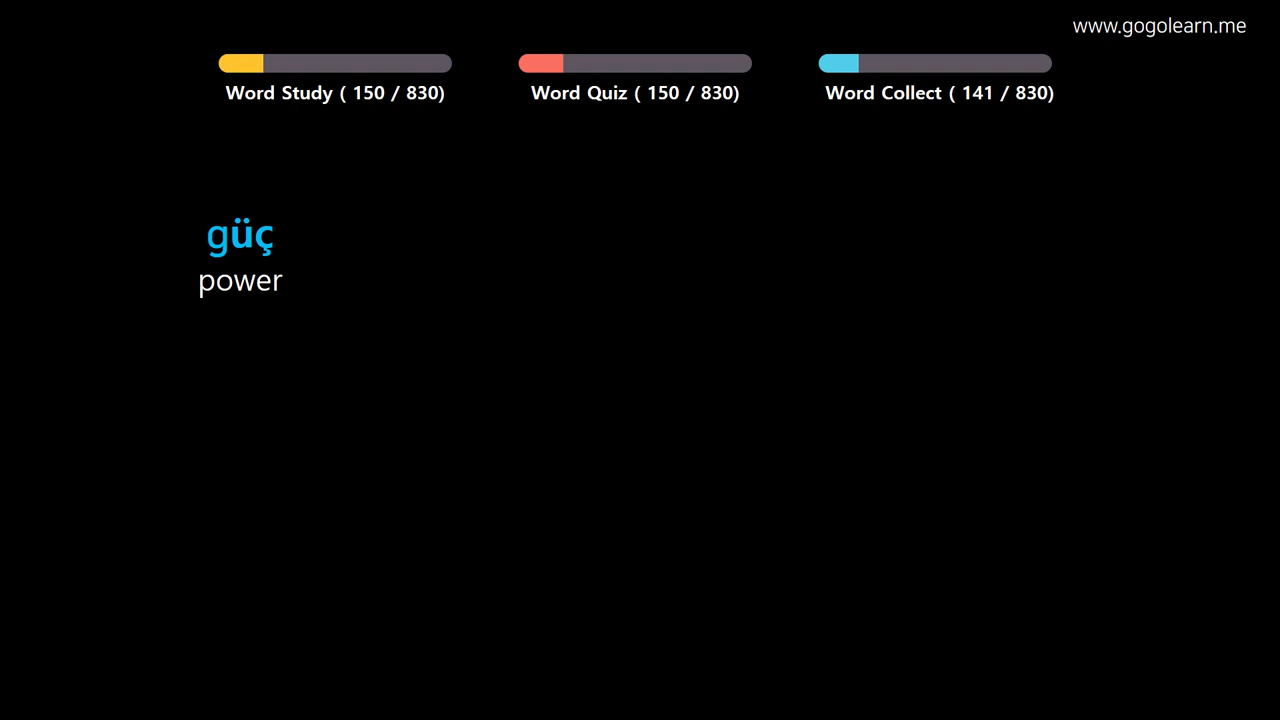 www.gogolearn.me
Word Study ( 150 / 830)
Word Quiz ( 150 / 830)
Word Collect ( 141 / 830)
güç
power